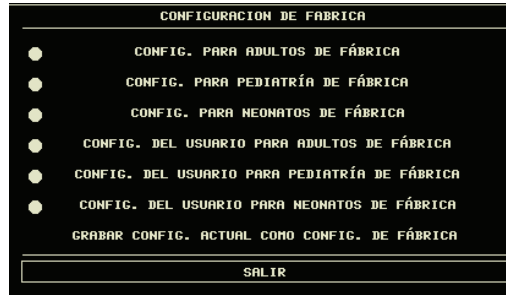 CONFIGURACION DE FABRICA
CONFIG. PARA ADULTOS DE FÁBRICA
CONFIG. PARA PEDIATRÍA DE FÁBRICA
CONFIG. PARA NEONATOS DE FÁBRICA
CONFIG. DEL USUARIO PARA ADULTOS DE FÁBRICA
CONFIG. DEL USUARIO PARA PEDIATRÍA DE FÁBRICA
CONFIG. DEL USUARIO PARA NEONATOS DE FÁBRICA
GRABAR CONFIG. ACTUAL COMO CONFIG. DE FÁBRICA
SALIR